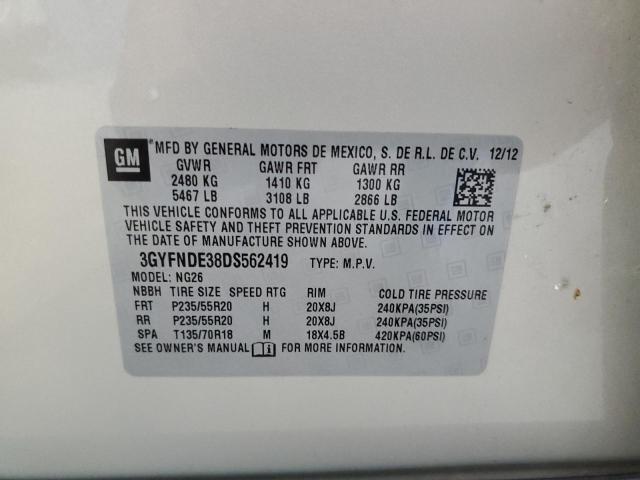 GM MFD BY GENERAL MOTORS DE MEXICO, S. DE R.L. DE C.V. 12/12
GVWR GAWR FRT GAWR RR
2480 KG 1410 KG 1300 KG
5467 LB 3108 LB 2866 LB
THIS VEHICLE CONFORMS TO ALL APPLICABLE U.S. FEDERAL MOTOR
VEHICLE SAFETY AND THEFT PREVENTION STANDARDS IN EFFECT ON
THE DATE OF MANUFACTURE SHOWN ABOVE.
3GYFNDE38DS562419 TYPE: M.P.V.
MODEL: NG26
NBBH TIRE SIZE SPEED RTG RIM COLD TIRE PRESSURE
FRT P235/55R20 H 20X8J 240KPA(35PSI)
RR P235/55R20 H 20X8J 240KPA(35PSI)
SPA T135/70R18 M 18X4.5B 420KPA(60PSI)
SEE OWNER'S MANUAL FOR MORE INFORMATION.